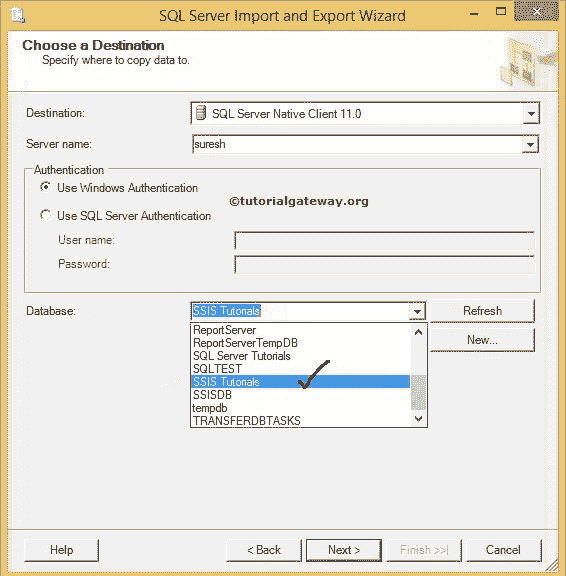 SQL Server Import and Export Wizard
Choose a Destination
Specify where to copy data to.
Destination:
SQL Server Native Client 11.0
Server name:
suresh
Authentication
Use Windows Authentication
©tutorialgateway.org
Use SQL Server Authentication
User name:
Password:
Database:
SSIS Tutorials
Refresh
ReportServer
New...
ReportServerTempDB
SQL Server Tutorials
SQLTEST
SSIS Tutorials
SSISDB
tempdb
TRANSFERDBTASKS
Help
< Back
Next >
Finish >>|
Cancel